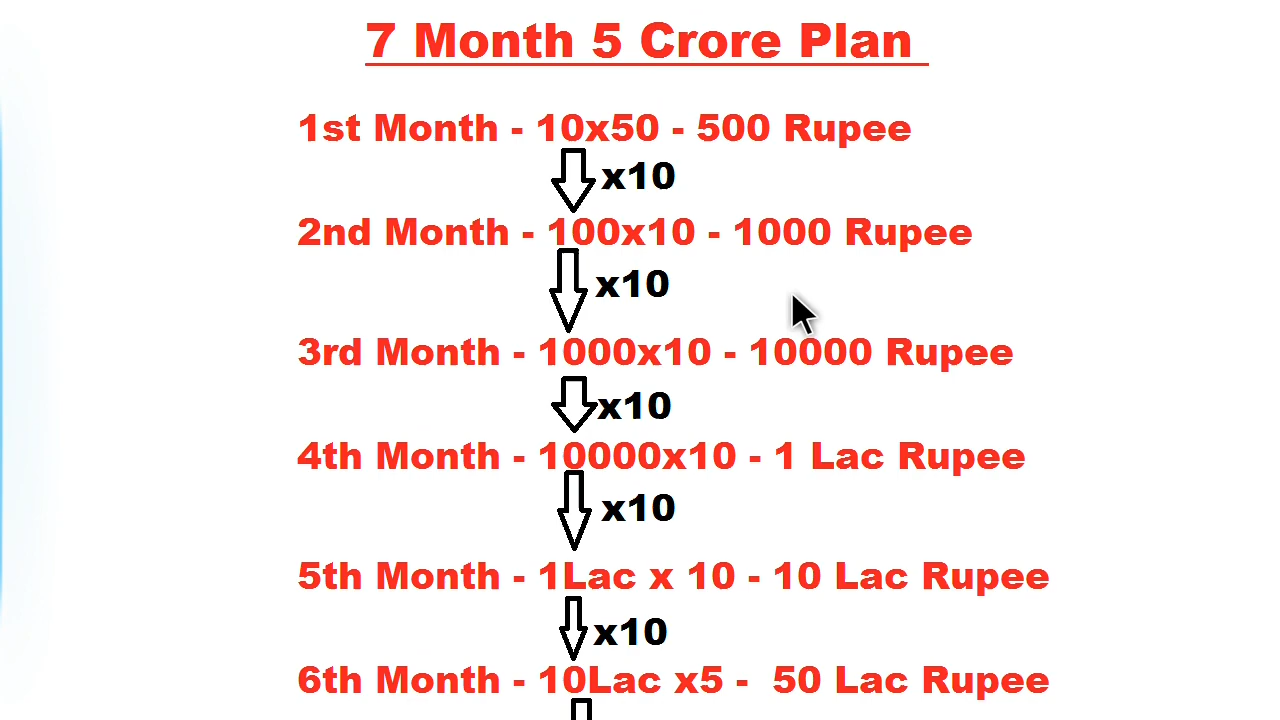 7 Month 5 Crore Plan
1st Month - 10x50 - 500 Rupee
x10
2nd Month - 100x10 - 1000 Rupee
x10
3rd Month - 1000x10 - 10000 Rupee
x10
4th Month - 10000x10 - 1 Lac Rupee
x10
5th Month - 1Lac x 10 - 10 Lac Rupee
x10
6th Month - 10Lac x5 - 50 Lac Rupee